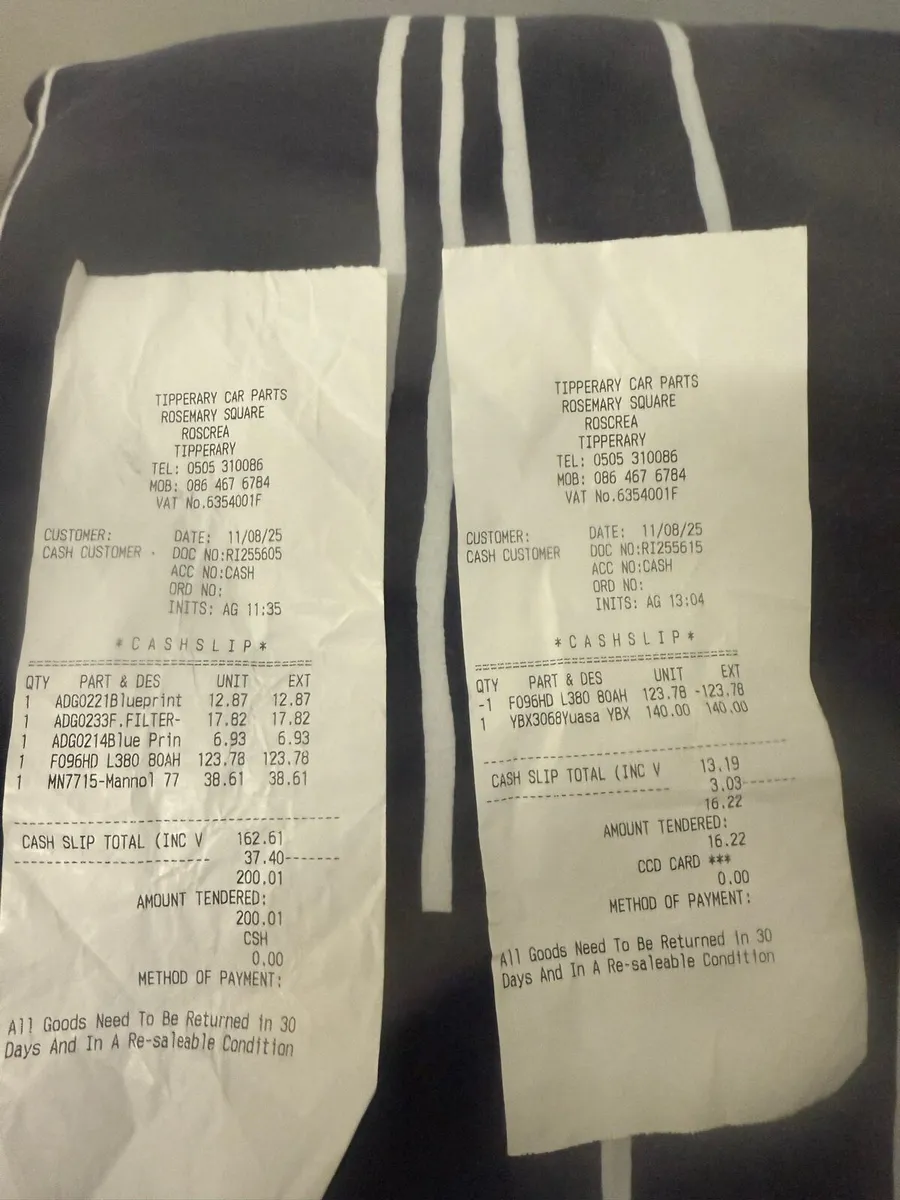 TIPPERARY CAR PARTS
ROSEMARY SQUARE
ROSCREA
TIPPERARY
TEL: 0505 310086
MOB: 086 467 6784
VAT No.6354001F
CUSTOMER: DATE: 11/08/25
CASH CUSTOMER DOC NO:RI255605
ACC NO:CASH
ORD NO:
INITS: AG 11:35
*CASHSLIP*
QTY PART & DES UNIT EXT
1 ADG0221Blueprint 12.87 12.87
1 ADG0233F.FILTER- 17.82 17.82
1 ADG0214Blue Prin 6.93 6.93
1 F096HD L380 80AH 123.78 123.78
1 MN7715-Mannol 77 38.61 38.61
CASH SLIP TOTAL (INC V 162.61
37.40
200.01
AMOUNT TENDERED:
200.01
CSH
0.00
METHOD OF PAYMENT:
All Goods Need To Be Returned in 30
Days And In A Re-saleable Condition
TIPPERARY CAR PARTS
ROSEMARY SQUARE
ROSCREA
TIPPERARY
TEL: 0505 310086
MOB: 086 467 6784
VAT No.6354001F
CUSTOMER: DATE: 11/08/25
CASH CUSTOMER DOC NO:RI255615
ACC NO:CASH
ORD NO:
INITS: AG 13:04
*CASHSLIP*
QTY PART & DES UNIT EXT
-1 F096HD L380 80AH 123.78 -123.78
1 YBX3068Yuasa YBX 140.00 140.00
CASH SLIP TOTAL (INC V 13.19
3.03
16.22
AMOUNT TENDERED:
16.22
CCD CARD ***
0.00
METHOD OF PAYMENT:
All Goods Need To Be Returned in 30
Days And In A Re-saleable Condition